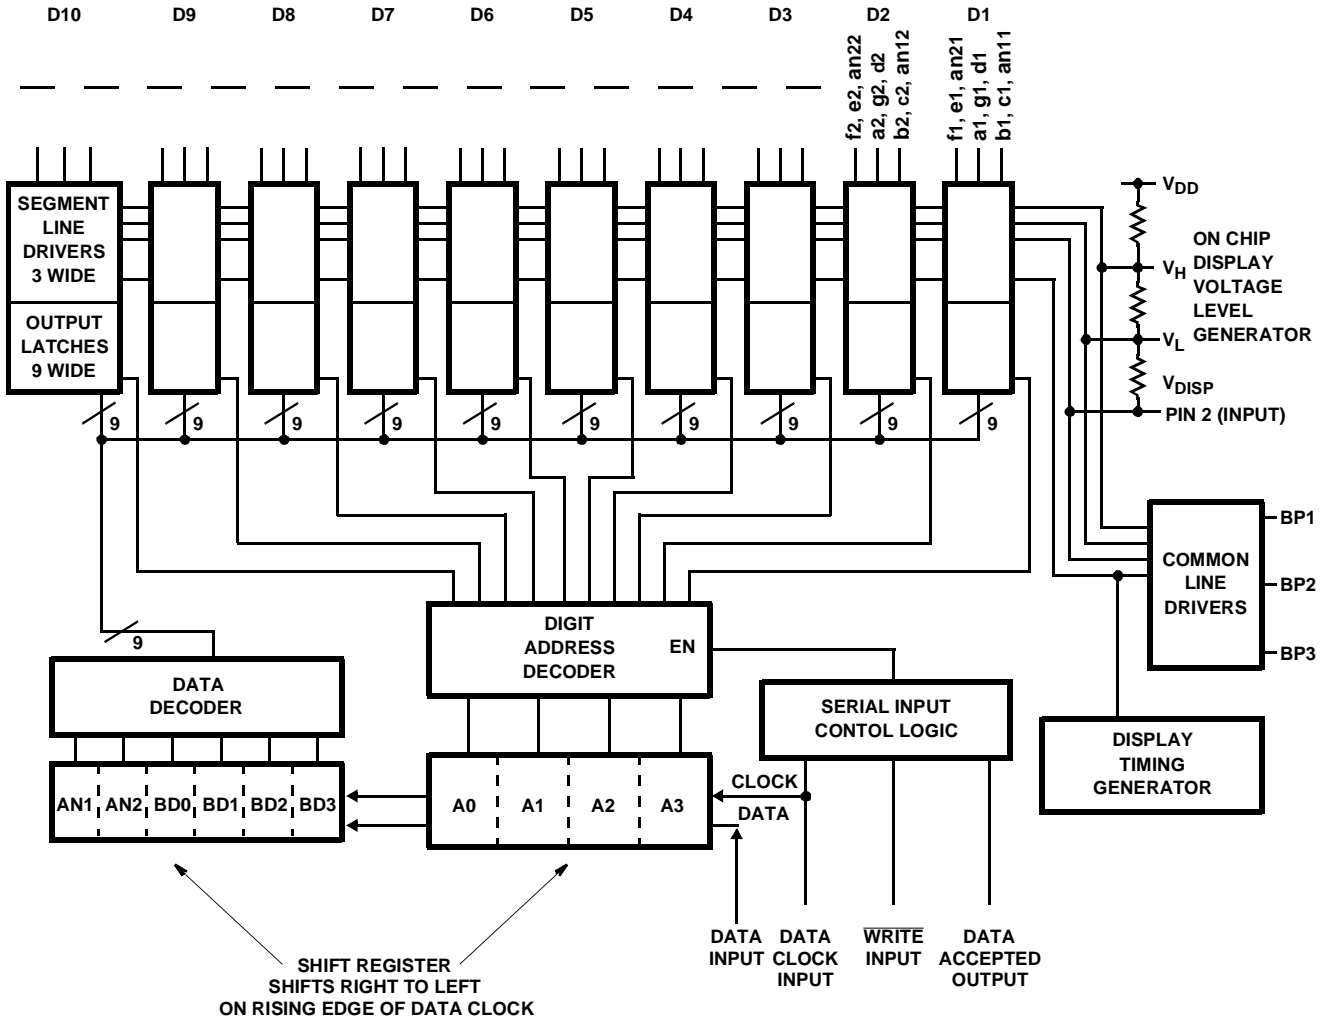 D10 D9 D8 D7 D6 D5 D4 D3 D2 D1
f2, e2, an22
a2, g2, d2
b2, c2, an12
f1, e1, an21
a1, g1, d1
b1, c1, an11
SEGMENT
LINE
DRIVERS
3 WIDE
OUTPUT
LATCHES
9 WIDE
VDD
VH
VL
VDISP
PIN 2 (INPUT)
ON CHIP
DISPLAY
VOLTAGE
LEVEL
GENERATOR
9 9 9 9 9 9 9 9 9 9
COMMON
LINE
DRIVERS
BP1
BP2
BP3
DIGIT
ADDRESS
DECODER
EN
9
DATA
DECODER
SERIAL INPUT
CONTOL LOGIC
DISPLAY
TIMING
GENERATOR
AN1 AN2 BD0 BD1 BD2 BD3
A0 A1 A2 A3
CLOCK
DATA
DATA
INPUT
DATA
CLOCK
INPUT
WRITE
INPUT
DATA
ACCEPTED
OUTPUT
SHIFT REGISTER
SHIFTS RIGHT TO LEFT
ON RISING EDGE OF DATA CLOCK